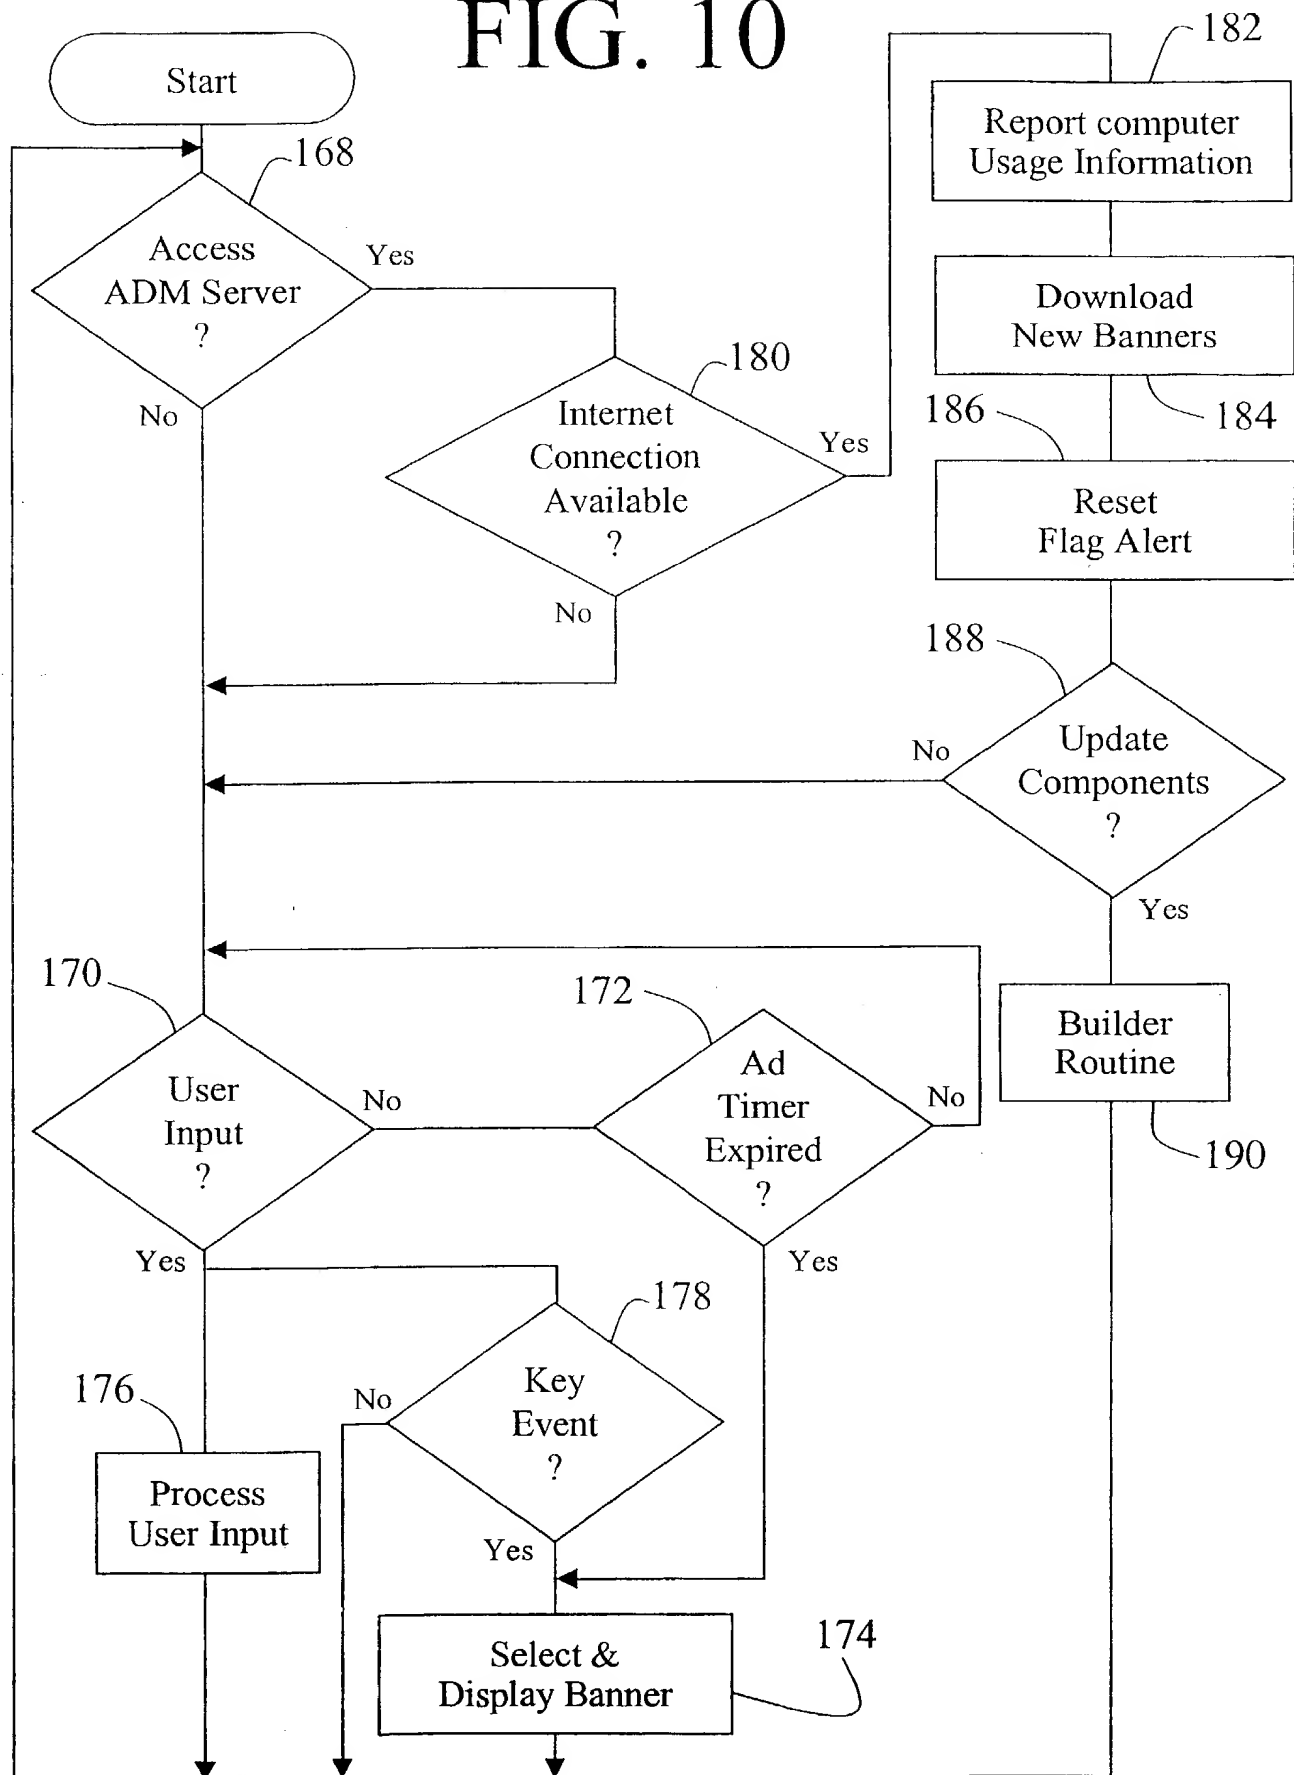 FIG. 10
Start
168
Access
ADM Server
?
Yes
No
180
Internet
Connection
Available
?
Yes
No
182
Report computer
Usage Information
Download
New Banners
184
186
Reset
Flag Alert
188
Update
Components
?
No
Yes
Builder
Routine
190
170
User
Input
?
No
Yes
172
Ad
Timer
Expired
?
No
Yes
178
Key
Event
?
No
Yes
176
Process
User Input
Select &
Display Banner
174